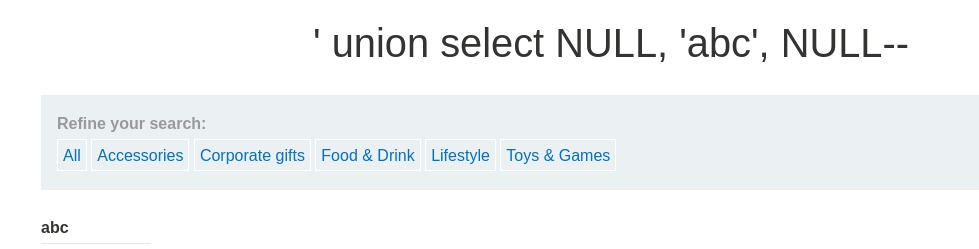 ' union select NULL, 'abc', NULL--
Refine your search:
All Accessories Corporate gifts Food & Drink Lifestyle Toys & Games
abc